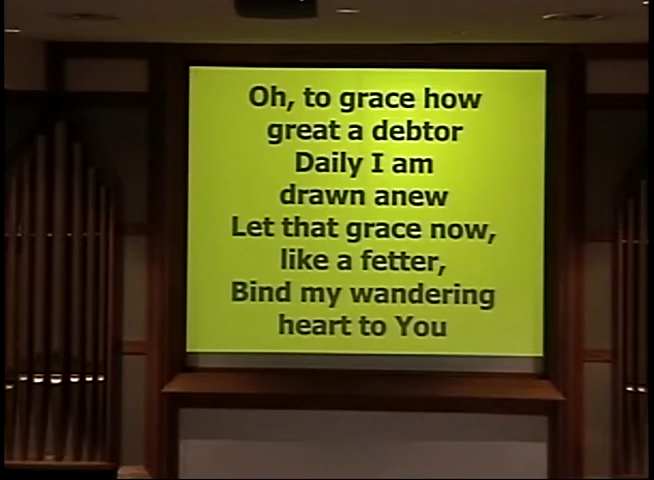 Oh, to grace how
great a debtor
Daily I am
drawn anew
Let that grace now,
like a fetter,
Bind my wandering
heart to You